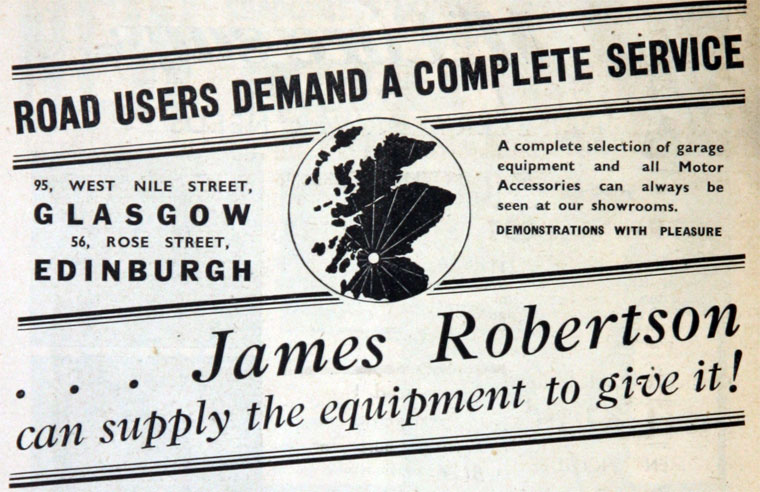 ROAD USERS DEMAND A COMPLETE SERVICE
95, WEST NILE STREET,
GLASGOW
56, ROSE STREET,
EDINBURGH
A complete selection of garage
equipment and all Motor
Accessories can always be
seen at our showrooms.
DEMONSTRATIONS WITH PLEASURE
. . . James Robertson
can supply the equipment to give it!